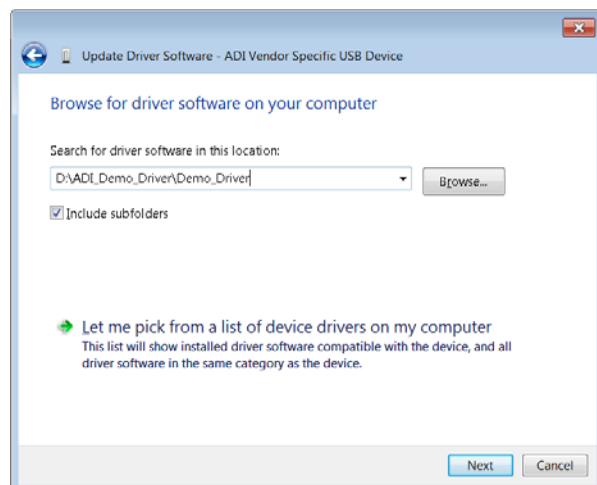 Update Driver Software - ADI Vendor Specific USB Device
Browse for driver software on your computer
Search for driver software in this location:
D:\ADI_Demo_Driver\Demo_Driver
Browse...
Include subfolders
Let me pick from a list of device drivers on my computer
This list will show installed driver software compatible with the device, and all
driver software in the same category as the device.
Next
Cancel